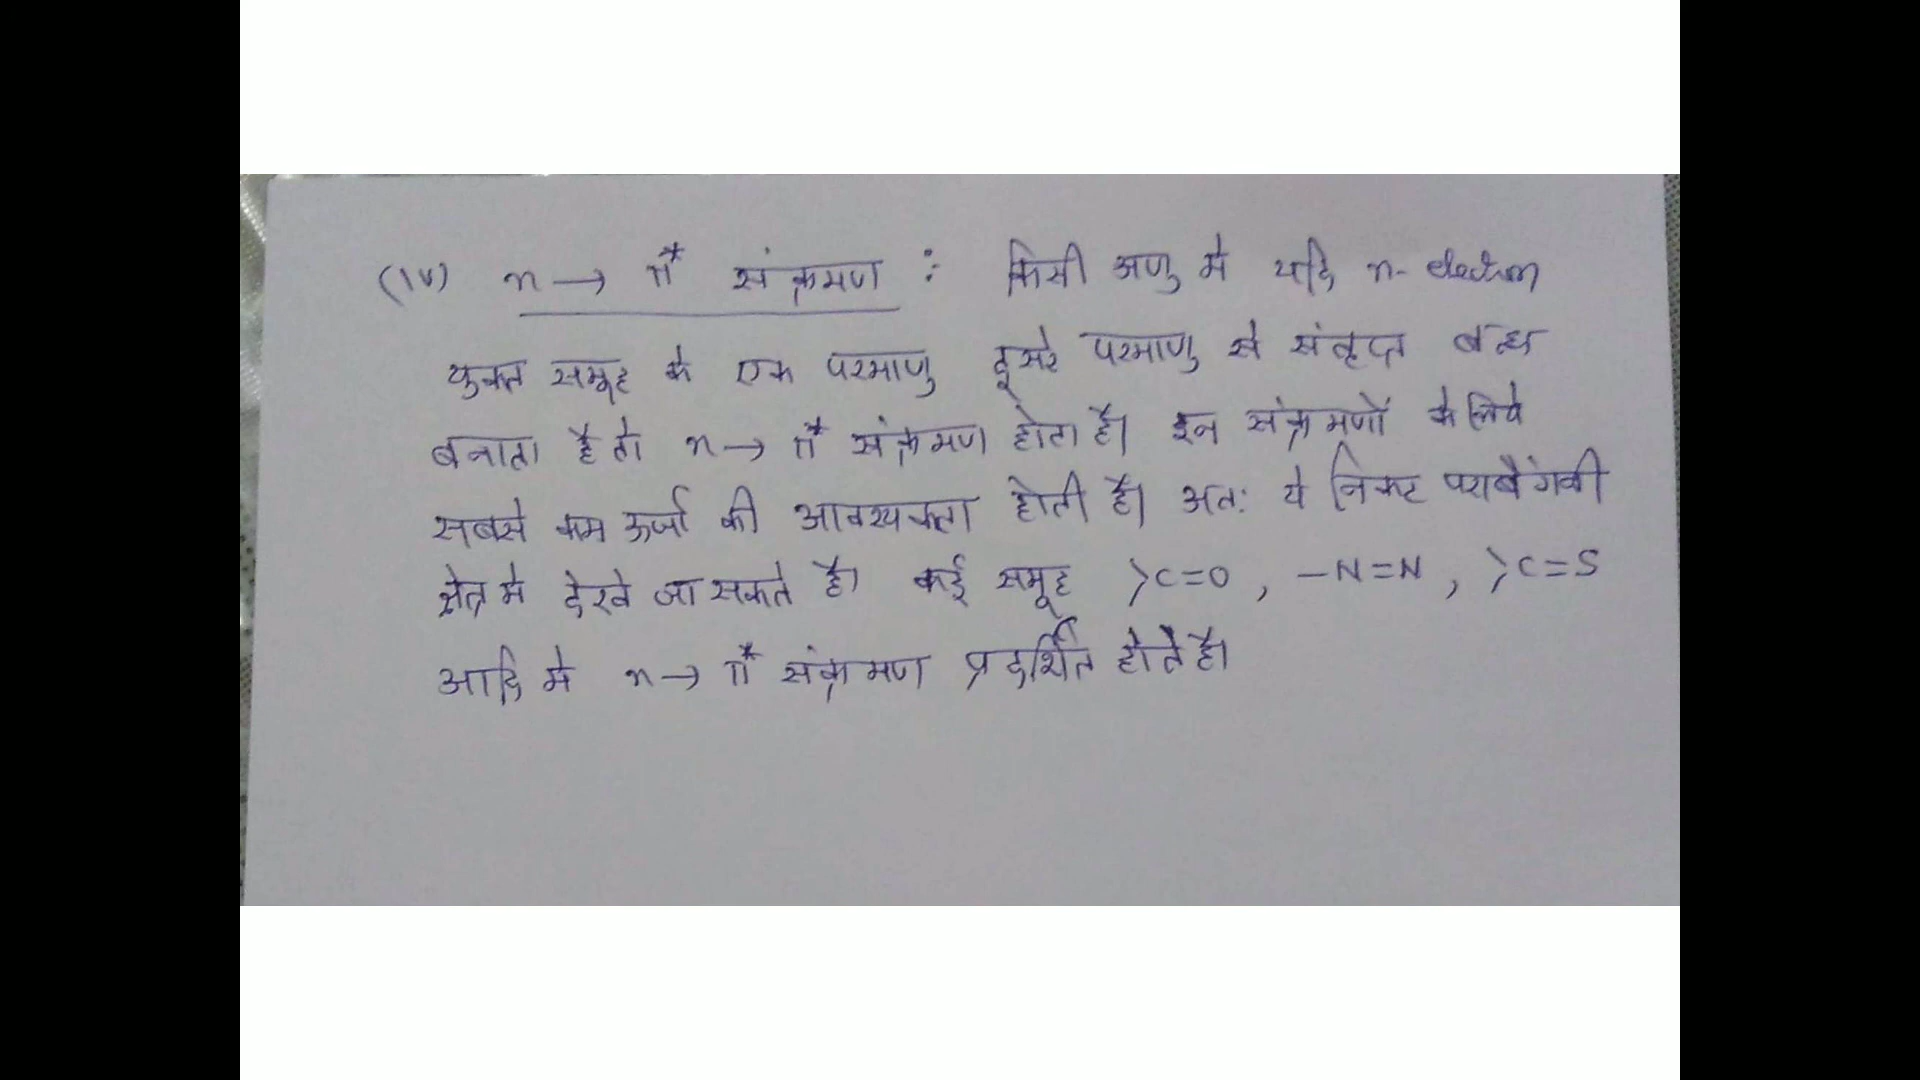 (IV) n → π* संक्रमण : किसी अणु मे यदि n- electron
युक्त समूह के एक परमाणु दूसरे परमाणु से संतृप्त बन्ध
बनाता है तो n → π* संक्रमण होता है। इन संक्रमणों के लिये
सबसे कम ऊर्जा की आवश्यकता होती है। अतः ये निकट पराबैंगनी
क्षेत्र मे देखे जा सकते है। कई समूह >C=O , -N=N , >C=S
आदि मे n → π* संक्रमण प्रदर्शित होते है।